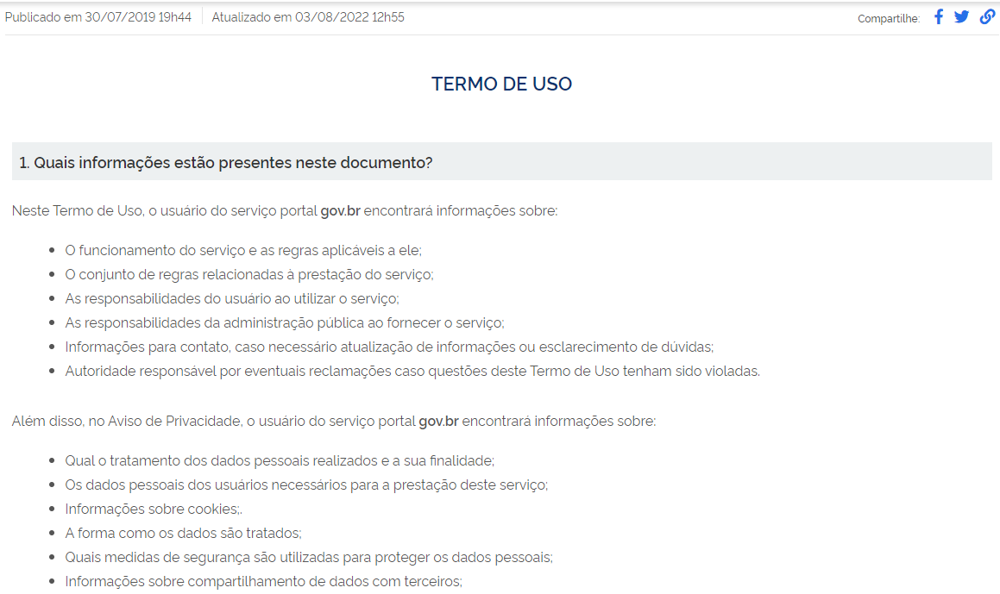 Publicado em 30/07/2019 19h44 Atualizado em 03/08/2022 12h55 Compartilhe:
TERMO DE USO
1. Quais informações estão presentes neste documento?
Neste Termo de Uso, o usuário do serviço portal gov.br encontrará informações sobre:
• O funcionamento do serviço e as regras aplicáveis a ele;
• O conjunto de regras relacionadas à prestação do serviço;
• As responsabilidades do usuário ao utilizar o serviço;
• As responsabilidades da administração pública ao fornecer o serviço;
• Informações para contato, caso necessário atualização de informações ou esclarecimento de dúvidas;
• Autoridade responsável por eventuais reclamações caso questões deste Termo de Uso tenham sido violadas.
Além disso, no Aviso de Privacidade, o usuário do serviço portal gov.br encontrará informações sobre:
• Qual o tratamento dos dados pessoais realizados e a sua finalidade;
• Os dados pessoais dos usuários necessários para a prestação deste serviço;
• Informações sobre cookies;.
• A forma como os dados são tratados;
• Quais medidas de segurança são utilizadas para proteger os dados pessoais;
• Informações sobre compartilhamento de dados com terceiros;